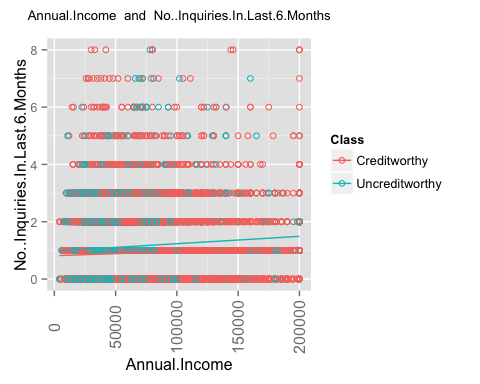 Annual.Income and No..Inquiries.In.Last.6.Months
No..Inquiries.In.Last.6.Months
8
6
4
2
0
0
50000
100000
150000
200000
Annual.Income
Class
Creditworthy
Uncreditworthy